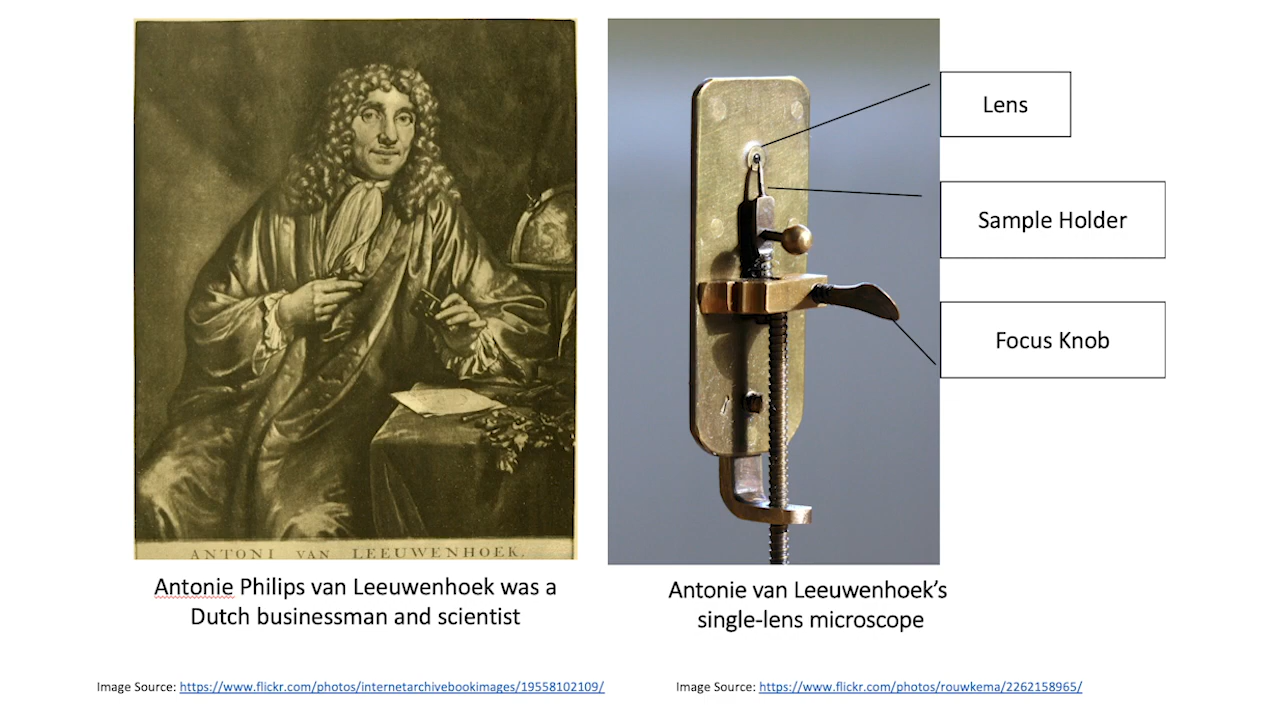 ANTONI VAN LEEUWENHOEK.
Antonie Philips van Leeuwenhoek was a
Dutch businessman and scientist
Image Source: https://www.flickr.com/photos/internetarchivebookimages/19558102109/
Lens
Sample Holder
Focus Knob
Antonie van Leeuwenhoek's
single-lens microscope
Image Source: https://www.flickr.com/photos/rouwkema/2262158965/